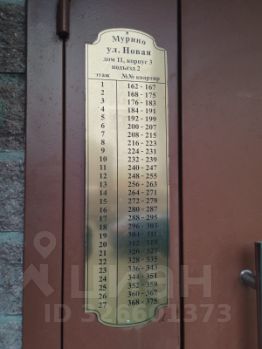 Мурино
ул. Новая
дом 11, корпус 3
подъезд 2
этаж №№ квартир
1 162 - 167
2 168 - 175
3 176 - 183
4 184 - 191
5 192 - 199
6 200 - 207
7 208 - 215
8 216 - 223
9 224 - 231
10 232 - 239
11 240 - 247
12 248 - 255
13 256 - 263
14 264 - 271
15 272 - 279
16 280 - 287
17 288 - 295
18 296 - 303
19 304 - 311
20 312 - 319
21 320 - 327
22 328 - 335
23 336 - 343
24 344 - 351
25 352 - 359
26 360 - 367
27 368 - 375
циан